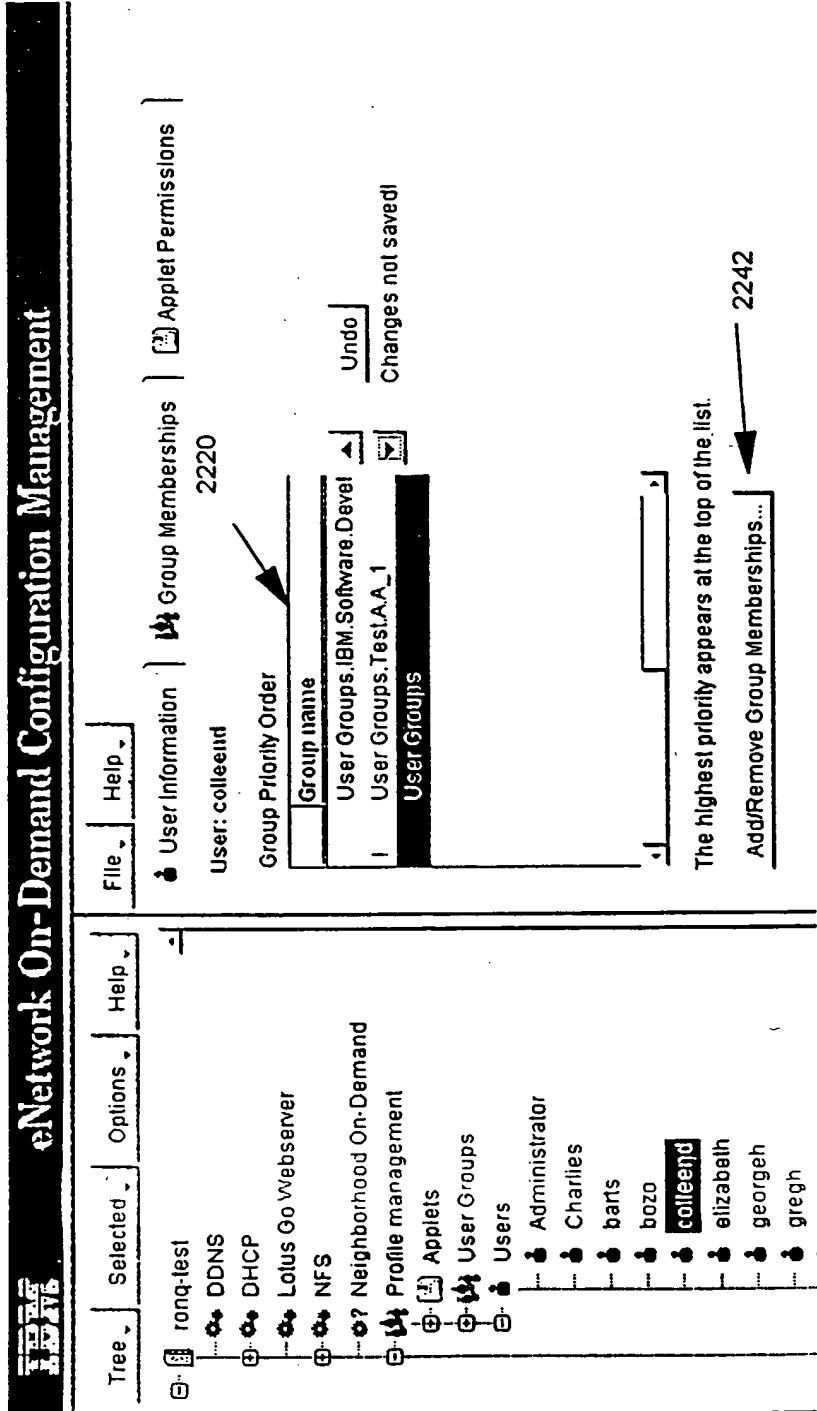 IBM
eNetwork On-Demand Configuration Management
Tree Selected Options Help
ronq-test
DDNS
DHCP
Lotus Go Webserver
NFS
Neighborhood On-Demand
Profile management
Applets
User Groups
Users
Administrator
Charlies
barts
bozo
colleend
elizabeth
georgeh
gregh
File Help
User Information
Group Memberships
Applet Permissions
User: colleend
2220
Group Priority Order
Group name
User Groups.IBM.Software.Devel
User Groups.Test.A.A_1
User Groups
Undo
Changes not saved!
The highest priority appears at the top of the list.
Add/Remove Group Memberships...
2242